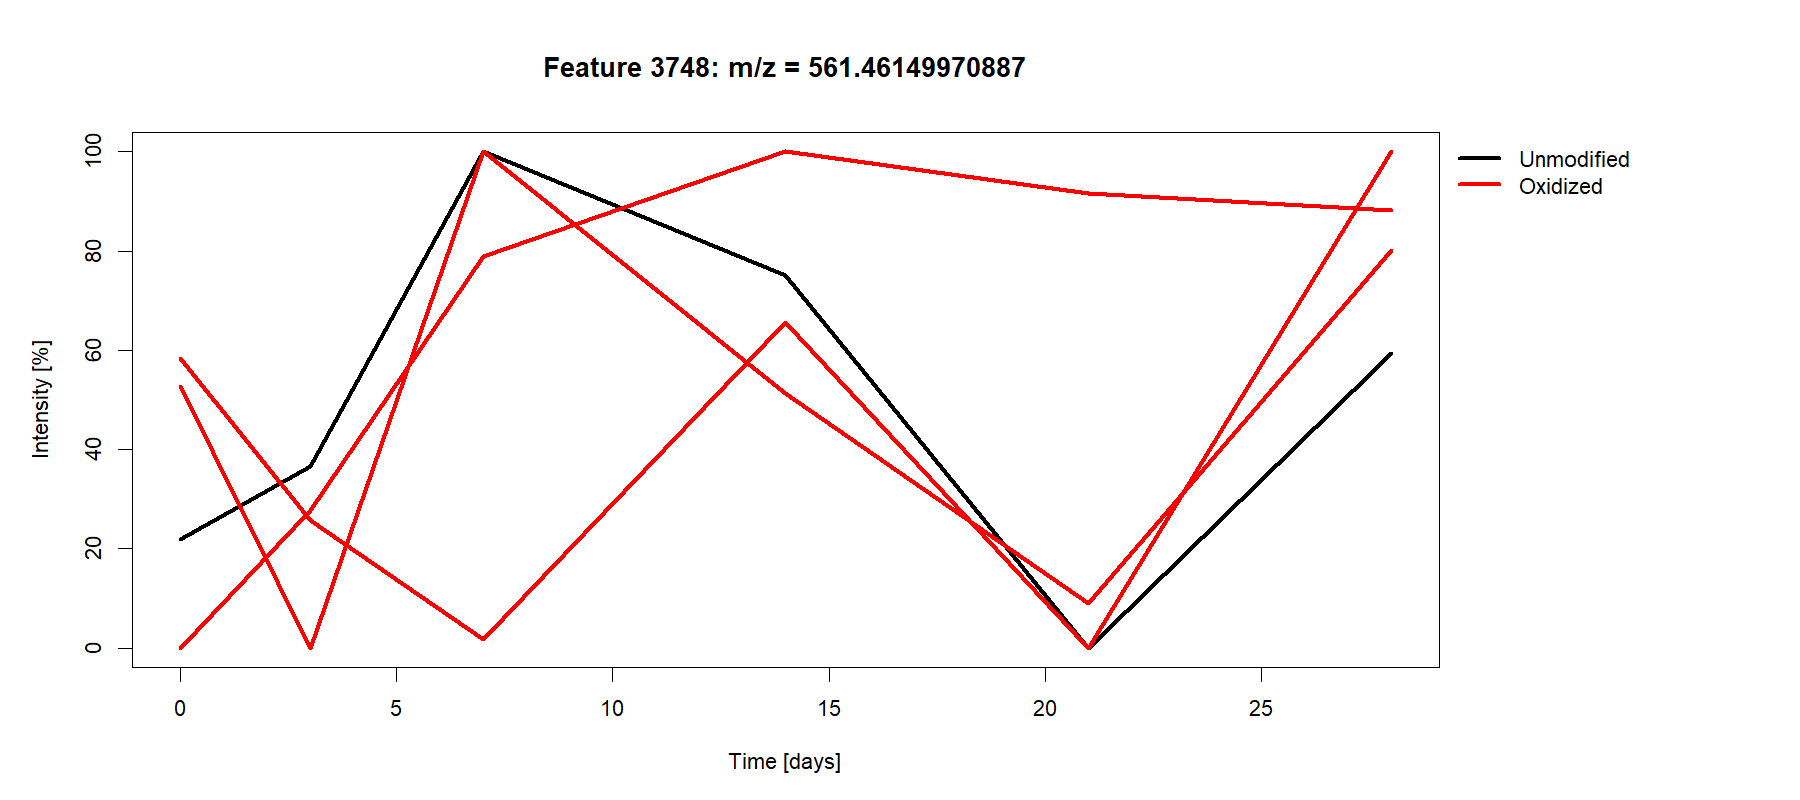 Feature 3748: m/z = 561.46149970887
Unmodified
Oxidized
Intensity [%]
100
80
60
40
20
0
0 5 10 15 20 25
Time [days]